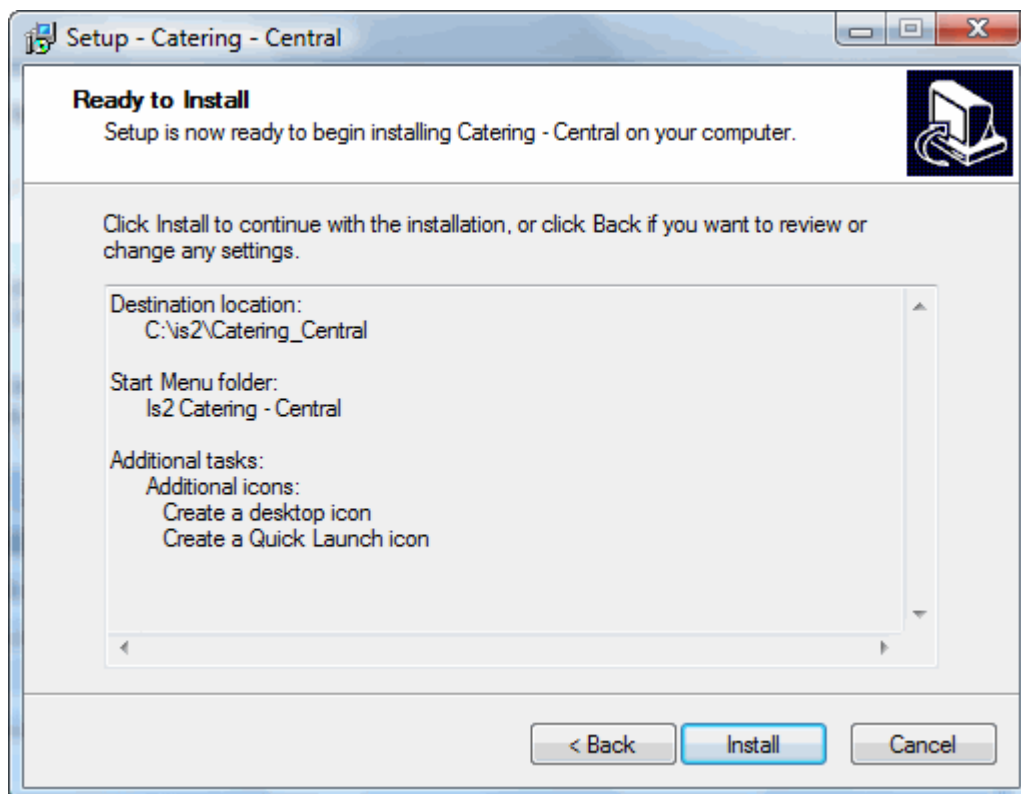 Setup - Catering - Central
Ready to Install
Setup is now ready to begin installing Catering - Central on your computer.
Click Install to continue with the installation, or click Back if you want to review or
change any settings.
Destination location:
C:\is2\Catering_Central
Start Menu folder:
Is2 Catering - Central
Additional tasks:
Additional icons:
Create a desktop icon
Create a Quick Launch icon
< Back
Install
Cancel